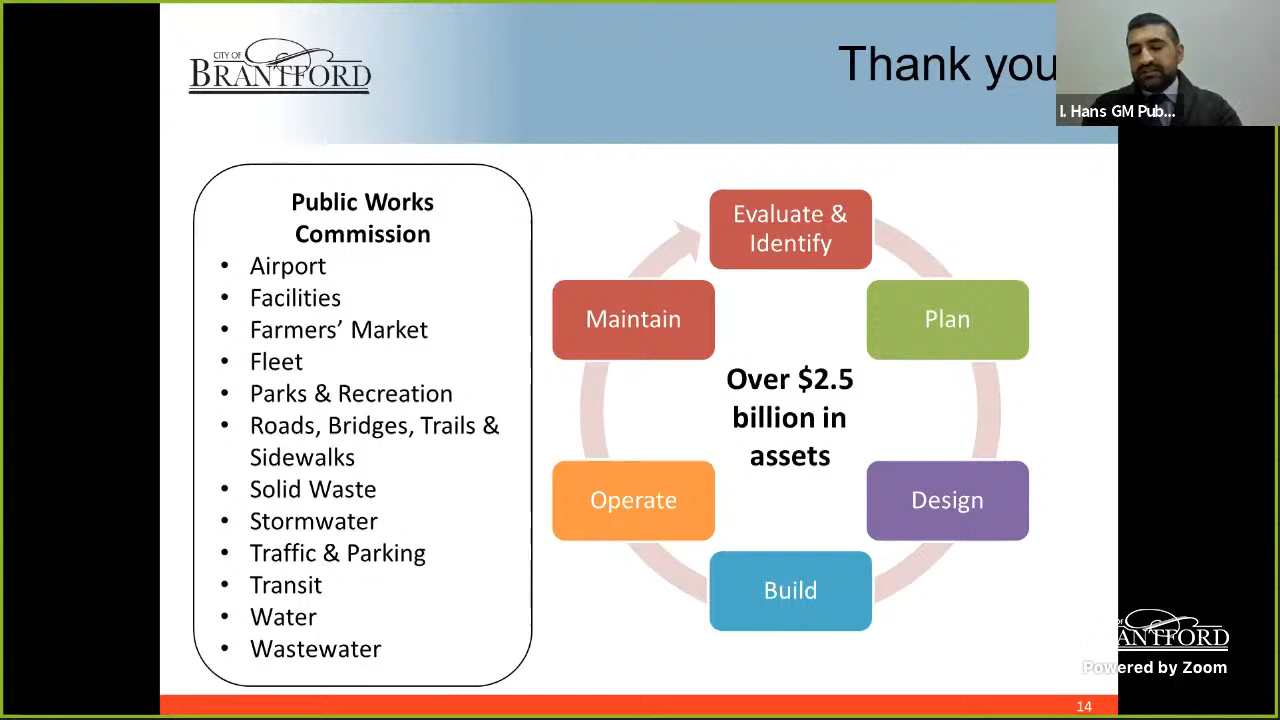 CITY OF
BRANTFORD
Thank you
I. Hans GM Pub...
Public Works
Commission
• Airport
• Facilities
• Farmers’ Market
• Fleet
• Parks & Recreation
• Roads, Bridges, Trails &
Sidewalks
• Solid Waste
• Stormwater
• Traffic & Parking
• Transit
• Water
• Wastewater
Evaluate &
Identify
Plan
Design
Build
Operate
Maintain
Over $2.5
billion in
assets
BRANTFORD
Powered by Zoom
14